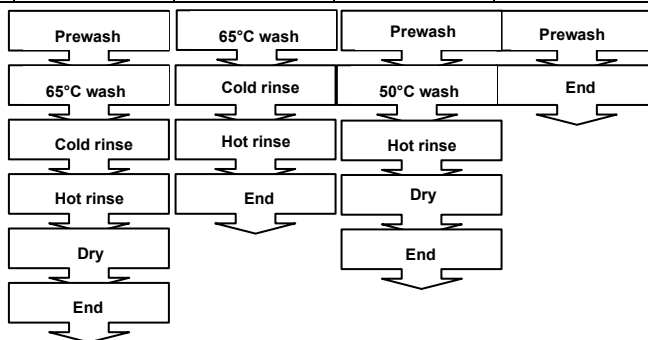 Prewash
65°C wash
Cold rinse
Hot rinse
Dry
End
65°C wash
Cold rinse
Hot rinse
End
Prewash
50°C wash
Hot rinse
Dry
End
Prewash
End